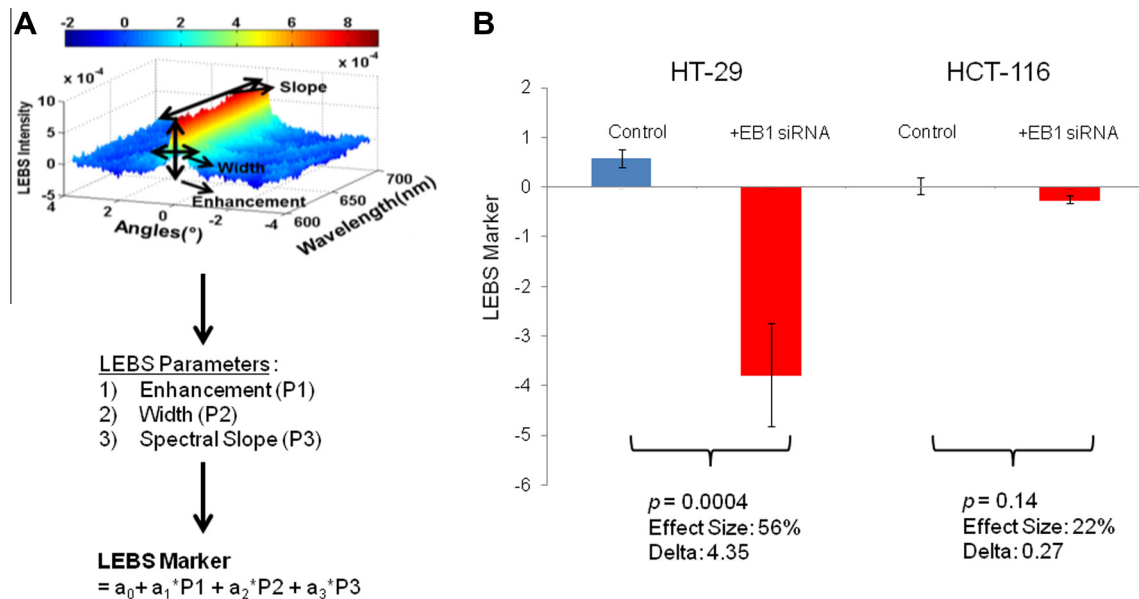 A
-2 0 2 4 6 8
x 10⁻⁴
x 10⁻⁴
10
5
0
-5
LEBS Intensity
Slope
Width
Enhancement
4 2 0 -2 -4
Angles(°)
600 650 700
Wavelength(nm)
LEBS Parameters :
1) Enhancement (P1)
2) Width (P2)
3) Spectral Slope (P3)
LEBS Marker
= a₀+ a₁*P1 + a₂*P2 + a₃*P3
B
HT-29 HCT-116
Control +EB1 siRNA Control +EB1 siRNA
LEBS Marker
2
1
0
-1
-2
-3
-4
-5
-6
p = 0.0004
Effect Size: 56%
Delta: 4.35
p = 0.14
Effect Size: 22%
Delta: 0.27